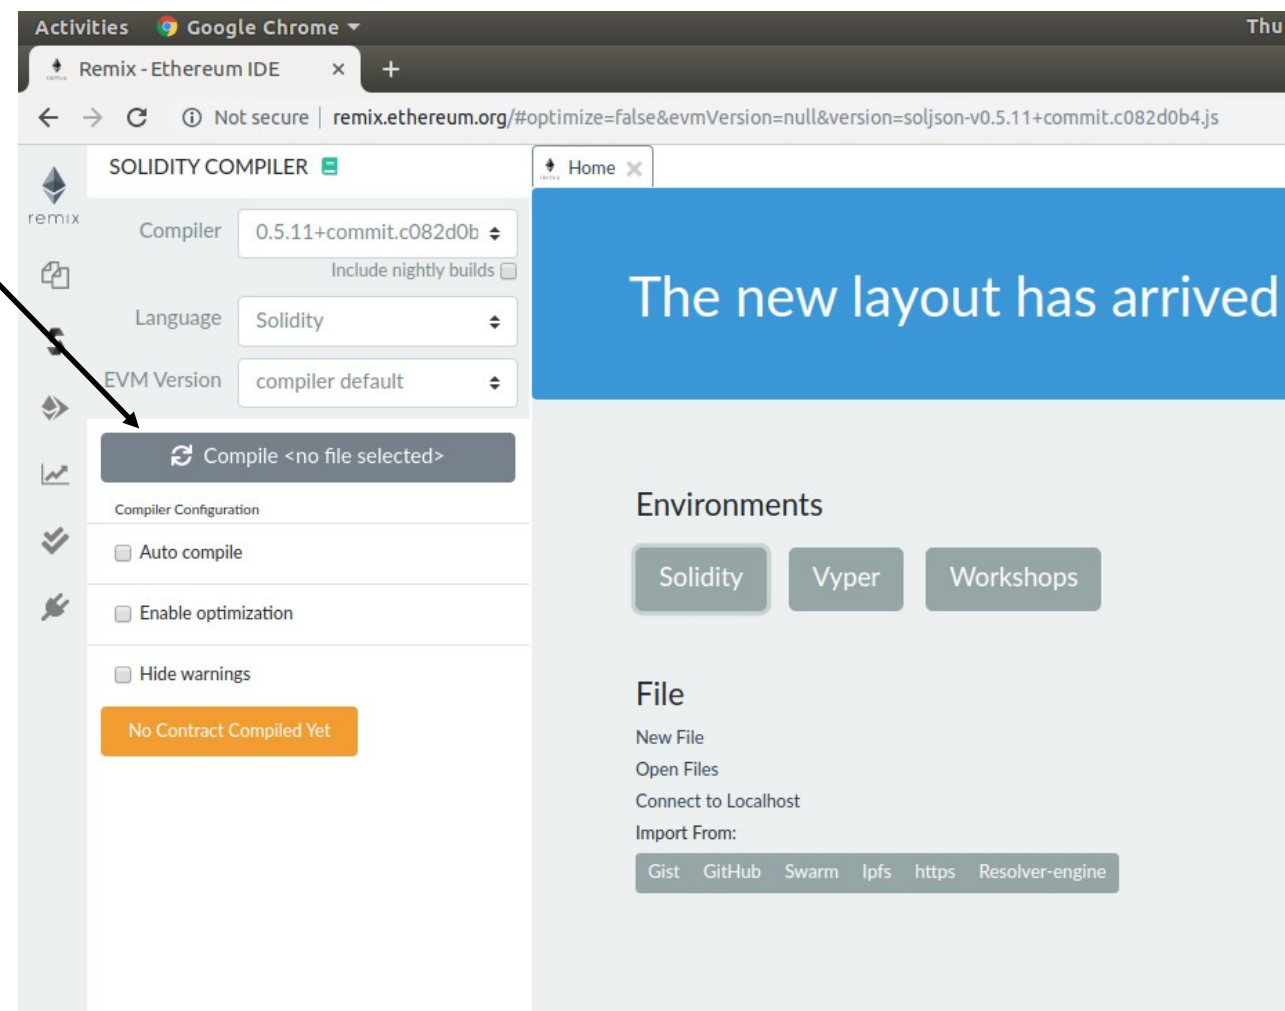 Activities Google Chrome Thu
Remix - Ethereum IDE × +
Not secure | remix.ethereum.org/#optimize=false&evmVersion=null&version=soljson-v0.5.11+commit.c082d0b4.js
remix
SOLIDITY COMPILER
Compiler 0.5.11+commit.c082d0b
Include nightly builds
Language Solidity
EVM Version compiler default
Compile <no file selected>
Compiler Configuration
Auto compile
Enable optimization
Hide warnings
No Contract Compiled Yet
Home
The new layout has arrived
Environments
Solidity Vyper Workshops
File
New File
Open Files
Connect to Localhost
Import From:
Gist GitHub Swarm Ipfs https Resolver-engine